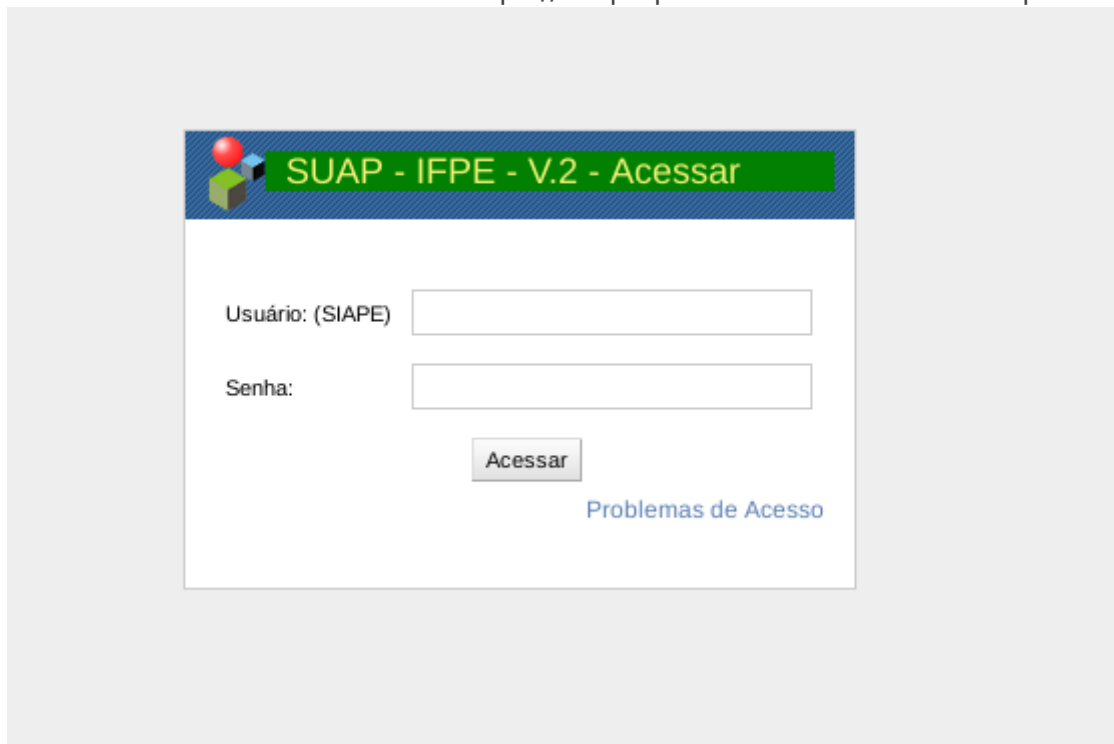 SUAP - IFPE - V.2 - Acessar
Usuário: (SIAPE)
Senha:
Acessar
Problemas de Acesso